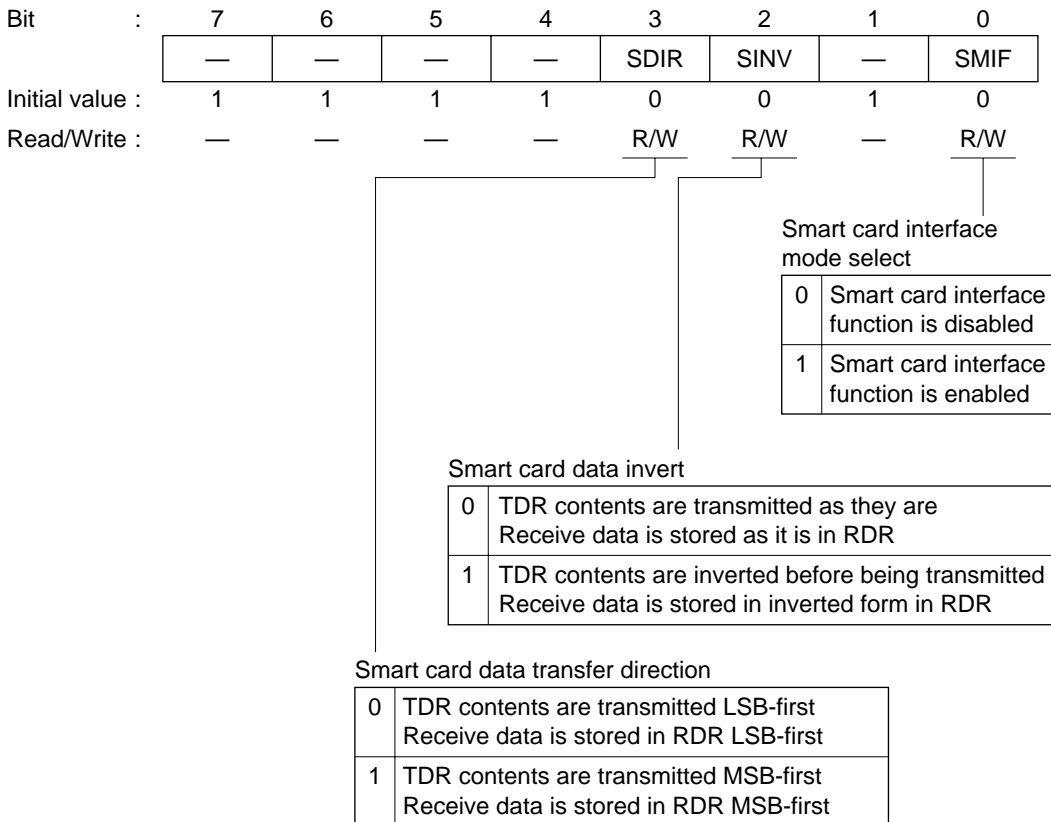 Bit : 7 6 5 4 3 2 1 0
— — — — SDIR SINV — SMIF
Initial value : 1 1 1 1 0 0 1 0
Read/Write : — — — — R/W R/W — R/W
Smart card interface
mode select
0 Smart card interface
function is disabled
1 Smart card interface
function is enabled
Smart card data invert
0 TDR contents are transmitted as they are
Receive data is stored as it is in RDR
1 TDR contents are inverted before being transmitted
Receive data is stored in inverted form in RDR
Smart card data transfer direction
0 TDR contents are transmitted LSB-first
Receive data is stored in RDR LSB-first
1 TDR contents are transmitted MSB-first
Receive data is stored in RDR MSB-first